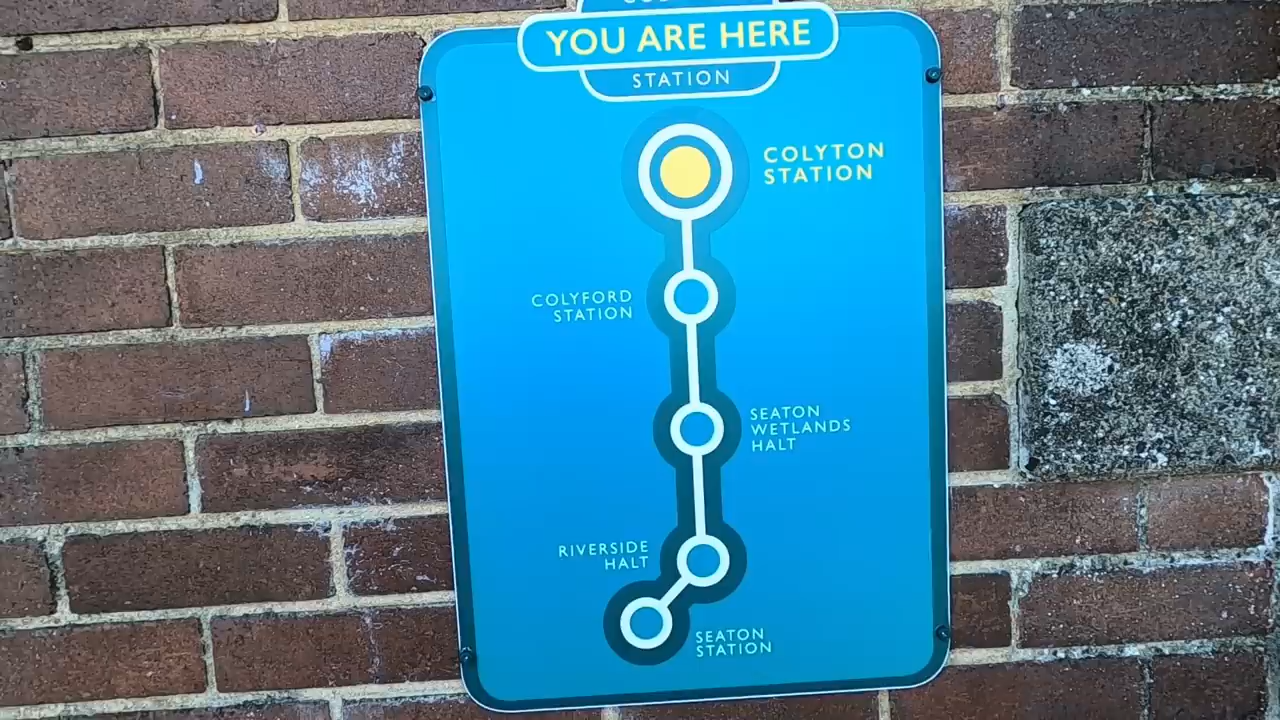 YOU ARE HERE
STATION
COLYTON
STATION
COLYFORD
STATION
SEATON
WETLANDS
HALT
RIVERSIDE
HALT
SEATON
STATION